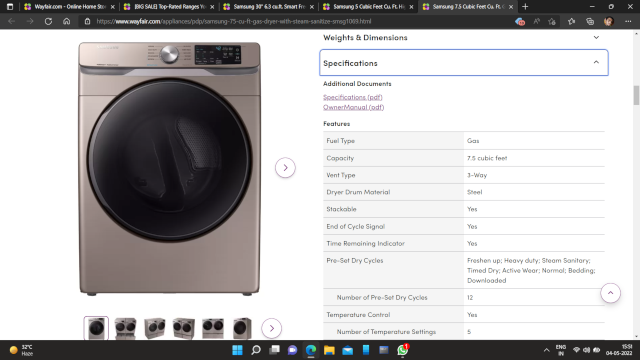 Wayfair.com - Online Home Stor
[BIG SALE] Top-Rated Ranges Yo
Samsung 30" 6.3 cu.ft. Smart Fre
Samsung 5 Cubic Feet Cu. Ft. Hig
Samsung 7.5 Cubic Feet Cu. Ft. G
https://www.wayfair.com/appliances/pdp/samsung-75-cu-ft-gas-dryer-with-steam-sanitize-smsg1069.html
Weights & Dimensions
Specifications
Additional Documents
Specifications (pdf)
OwnerManual (pdf)
Features
Fuel Type Gas
Capacity 7.5 cubic feet
Vent Type 3-Way
Dryer Drum Material Steel
Stackable Yes
End of Cycle Signal Yes
Time Remaining Indicator Yes
Pre-Set Dry Cycles Freshen up; Heavy duty; Steam Sanitary;
Timed Dry; Active Wear; Normal; Bedding;
Downloaded
Number of Pre-Set Dry Cycles 12
Temperature Control Yes
Number of Temperature Settings 5
32°C
Haze
ENG
IN
15:51
04-05-2022